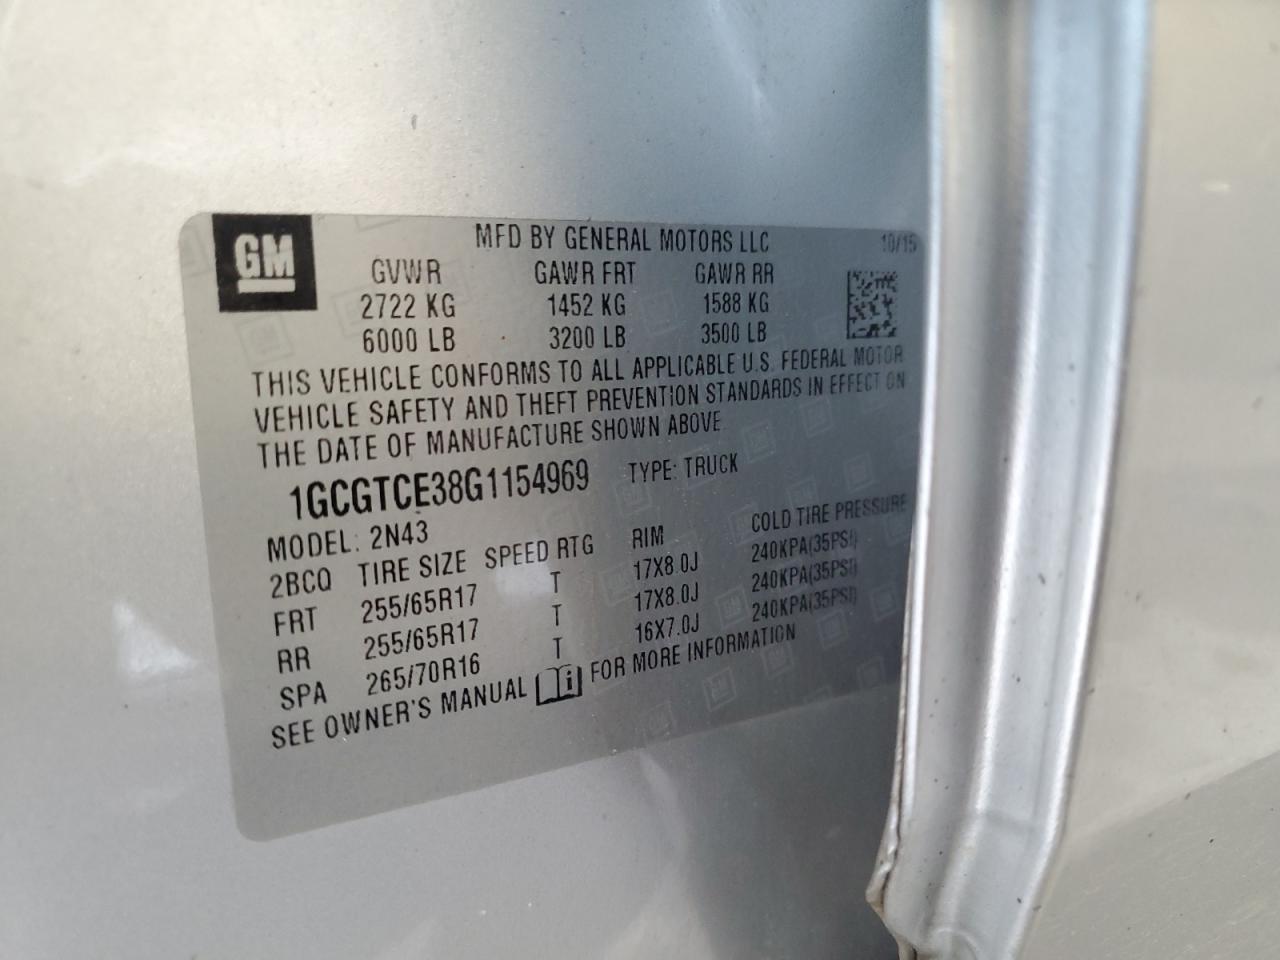 GM
MFD BY GENERAL MOTORS LLC 10/15
GVWR GAWR FRT GAWR RR
2722 KG 1452 KG 1588 KG
6000 LB 3200 LB 3500 LB
THIS VEHICLE CONFORMS TO ALL APPLICABLE U.S. FEDERAL MOTOR
VEHICLE SAFETY AND THEFT PREVENTION STANDARDS IN EFFECT ON
THE DATE OF MANUFACTURE SHOWN ABOVE.
1GCGTCE38G1154969 TYPE: TRUCK
MODEL: 2N43
2BCQ TIRE SIZE SPEED RTG RIM COLD TIRE PRESSURE
FRT 255/65R17 T 17X8.0J 240KPA(35PSI)
RR 255/65R17 T 17X8.0J 240KPA(35PSI)
SPA 265/70R16 T 16X7.0J 240KPA(35PSI)
SEE OWNER'S MANUAL i FOR MORE INFORMATION